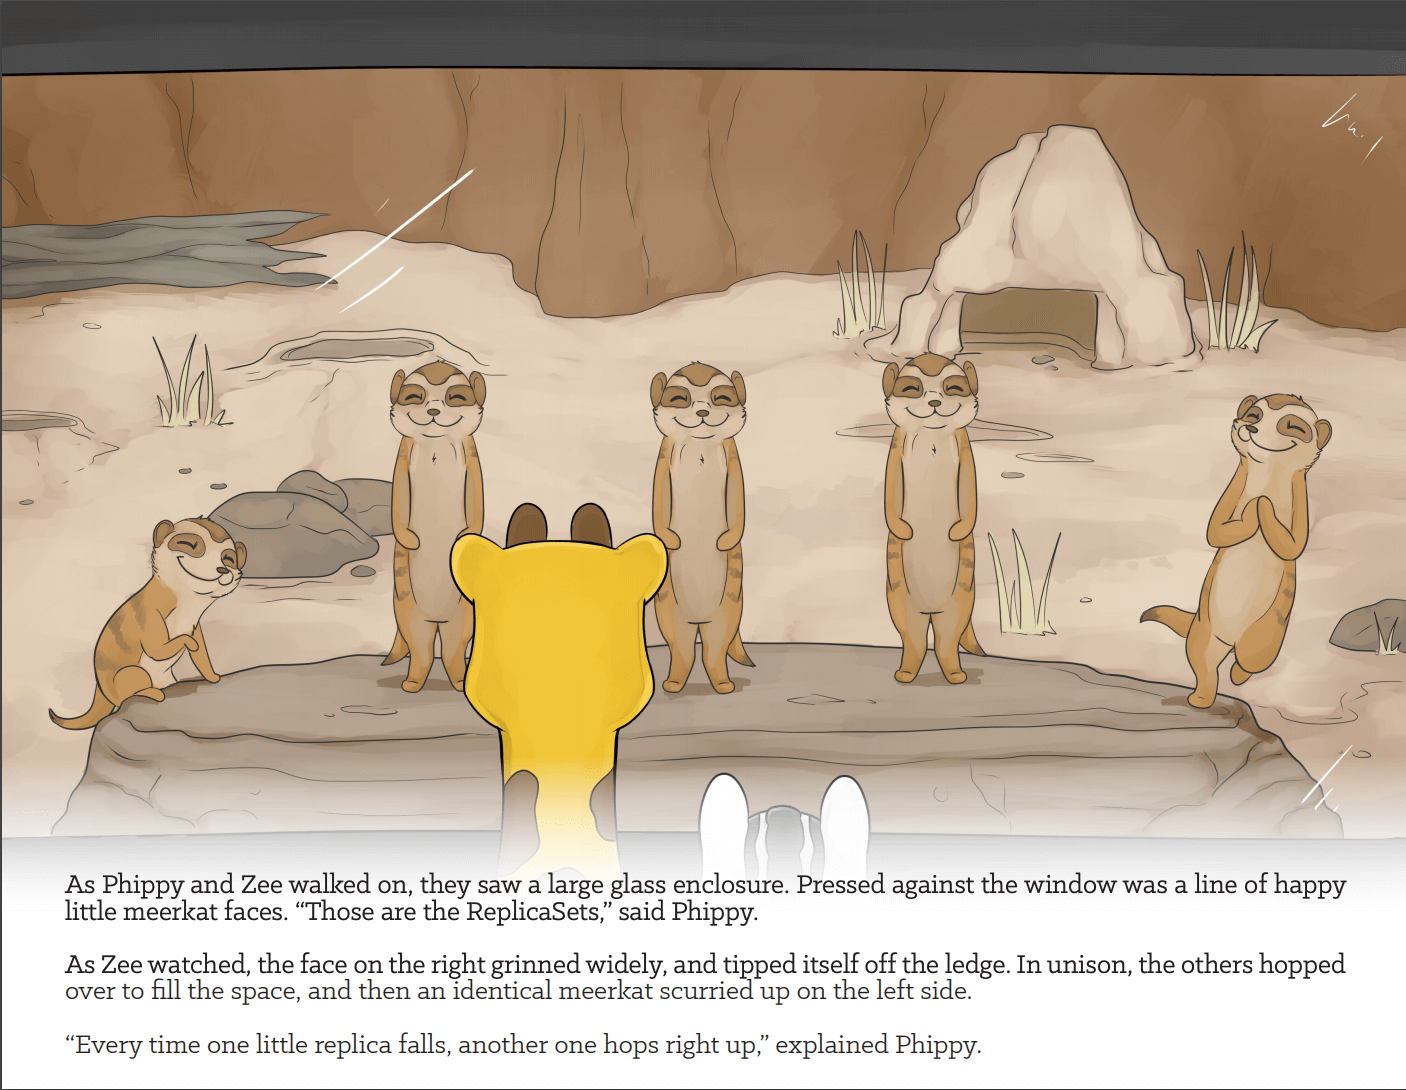 As Phippy and Zee walked on, they saw a large glass enclosure. Pressed against the window was a line of happy
little meerkat faces. “Those are the ReplicaSets,” said Phippy.
As Zee watched, the face on the right grinned widely, and tipped itself off the ledge. In unison, the others hopped
over to fill the space, and then an identical meerkat scurried up on the left side.
“Every time one little replica falls, another one hops right up,” explained Phippy.